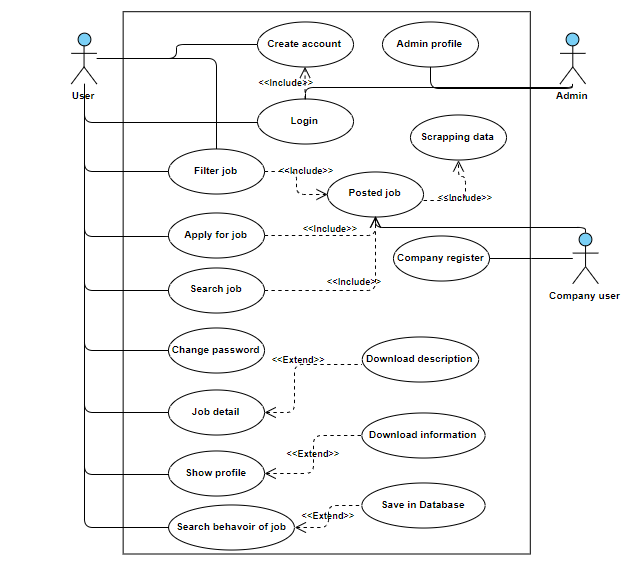 Create account
Admin profile
<<Include>>
User
Admin
Login
Scrapping data
Filter job
<<Include>>
Posted job
<<Include>>
Apply for job
<<Include>>
Company register
Search job
<<Include>>
Company user
Change password
<<Extend>>
Download description
Job detail
Download information
<<Extend>>
Show profile
Save in Database
<<Extend>>
Search behavoir of job